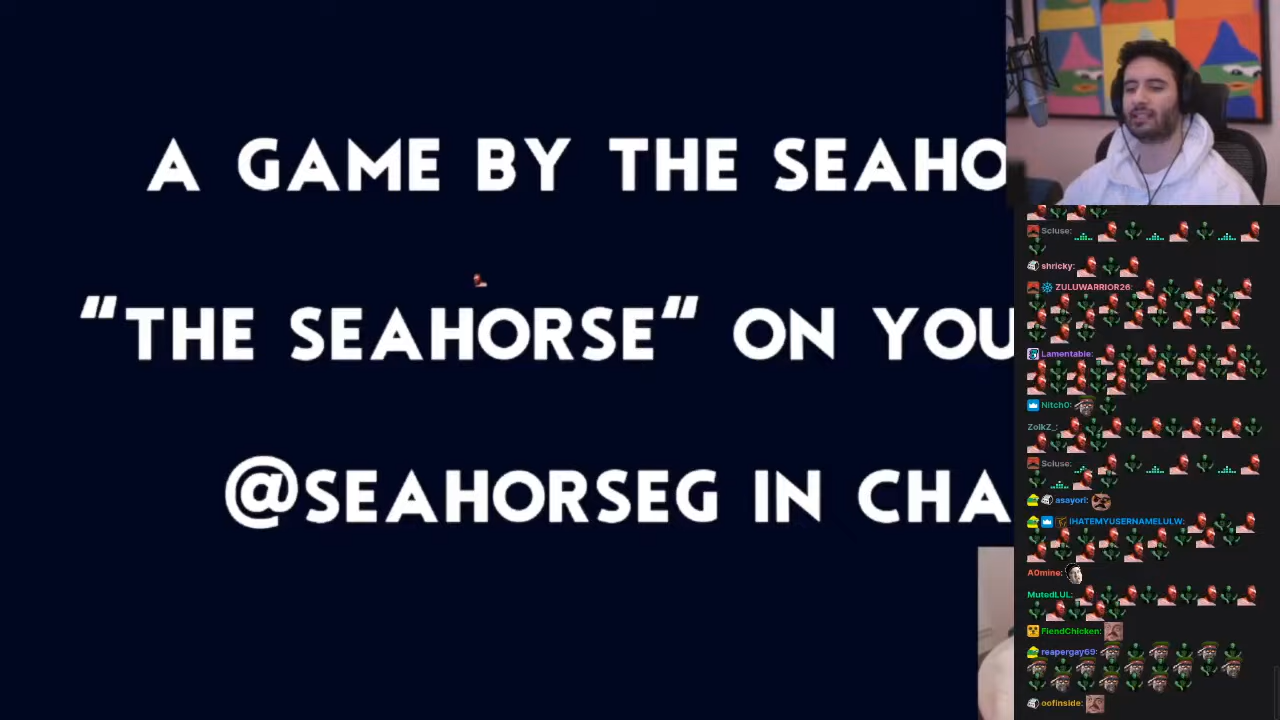 A GAME BY THE SEAHO
"THE SEAHORSE" ON YOU
@SEAHORSEG IN CHA
Scluse:
shricky:
ZULUWARRIOR26:
Lamentable:
Nitch0:
ZolkZ_:
Scluse:
asayori:
IHATEMYUSERNAMELULW:
A0mine:
MutedLUL:
FiendChicken:
reapergay69:
oofinside: